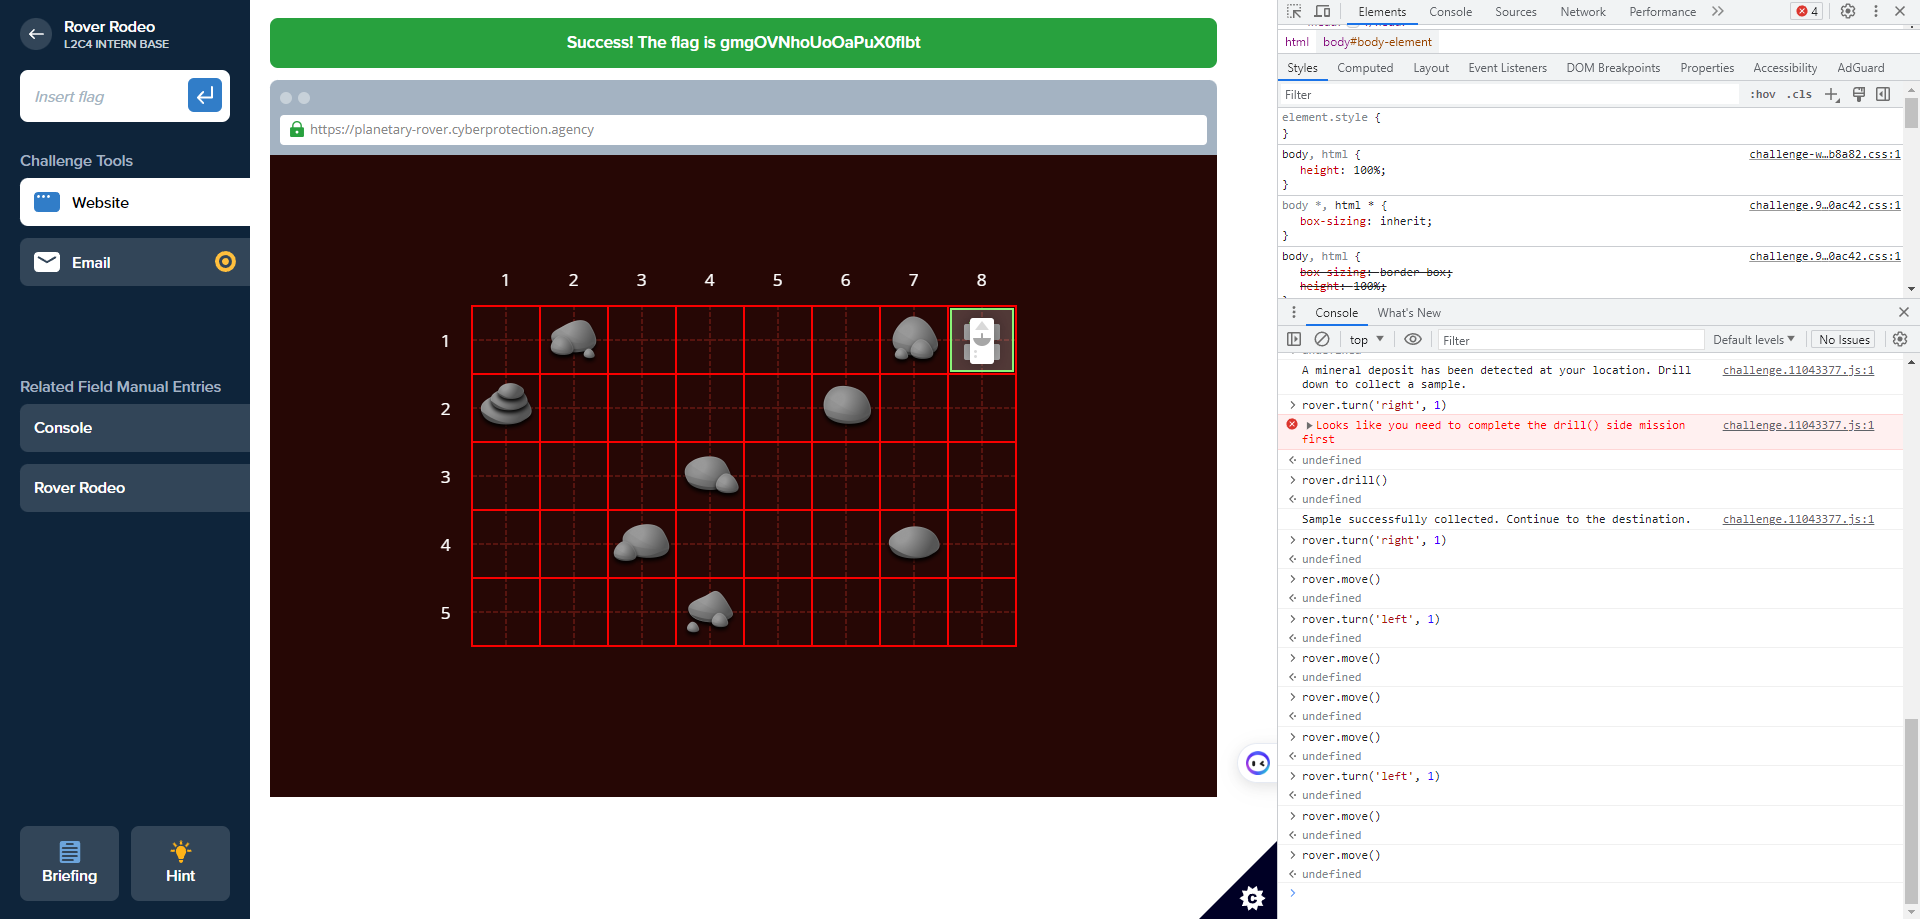 Rover Rodeo
L2C4 INTERN BASE
Insert flag
Challenge Tools
Website
Email
Related Field Manual Entries
Console
Rover Rodeo
Briefing
Hint
Success! The flag is gmgOVNhoUoOaPuX0flbt
https://planetary-rover.cyberprotection.agency
1 2 3 4 5 6 7 8
1
2
3
4
5
Elements Console Sources Network Performance 4
html body#body-element
Styles Computed Layout Event Listeners DOM Breakpoints Properties Accessibility AdGuard
Filter :hov .cls
element.style {
}
body, html { challenge-w…b8a82.css:1
height: 100%;
}
body *, html * { challenge.9…0ac42.css:1
box-sizing: inherit;
}
body, html { challenge.9…0ac42.css:1
box-sizing: border-box;
height: 100%;
Console What's New
top Filter Default levels No Issues
A mineral deposit has been detected at your location. Drill challenge.11043377.js:1
down to collect a sample.
rover.turn('right', 1)
Looks like you need to complete the drill() side mission challenge.11043377.js:1
first
undefined
rover.drill()
undefined
Sample successfully collected. Continue to the destination. challenge.11043377.js:1
rover.turn('right', 1)
undefined
rover.move()
undefined
rover.turn('left', 1)
undefined
rover.move()
undefined
rover.move()
undefined
rover.move()
undefined
rover.turn('left', 1)
undefined
rover.move()
undefined
rover.move()
undefined